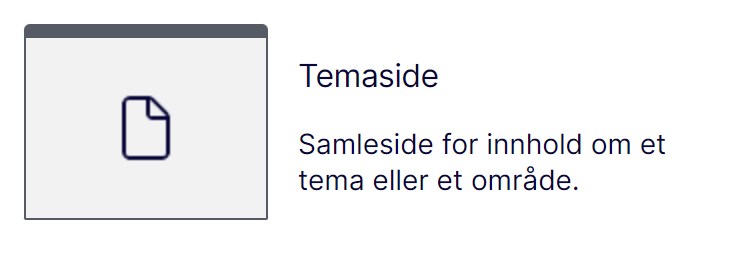 Temaside
Samleside for innhold om et
tema eller et område.